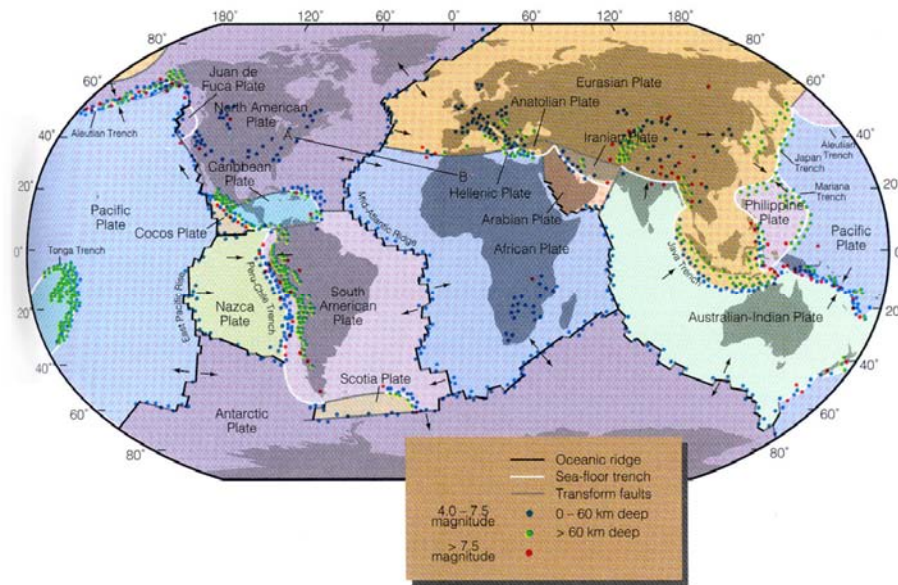 180° 120° 60° 0° 60° 120° 180°
80° 80°
60° 60°
40° 40°
20° 20°
0° 0°
20° 20°
40° 40°
60° 60°
80° 80°
Juan de
Fuca Plate
North American
Plate
A
Aleutian Trench
Caribbean
Plate
B
Pacific
Plate
Cocos Plate
Tonga Trench
East Pacific Rise
Nazca
Plate
Peru-Chile Trench
South
American
Plate
Scotia Plate
Antarctic
Plate
Mid-Atlantic Ridge
Eurasian Plate
Anatolian Plate
Iranian Plate
Hellenic Plate
Arabian Plate
African Plate
Aleutian
Trench
Japan
Trench
Mariana
Trench
Philippine
Plate
Pacific
Plate
Java Trench
Australian-Indian Plate
Oceanic ridge
Sea-floor trench
Transform faults
4.0 – 7.5
magnitude
0 – 60 km deep
> 60 km deep
> 7.5
magnitude